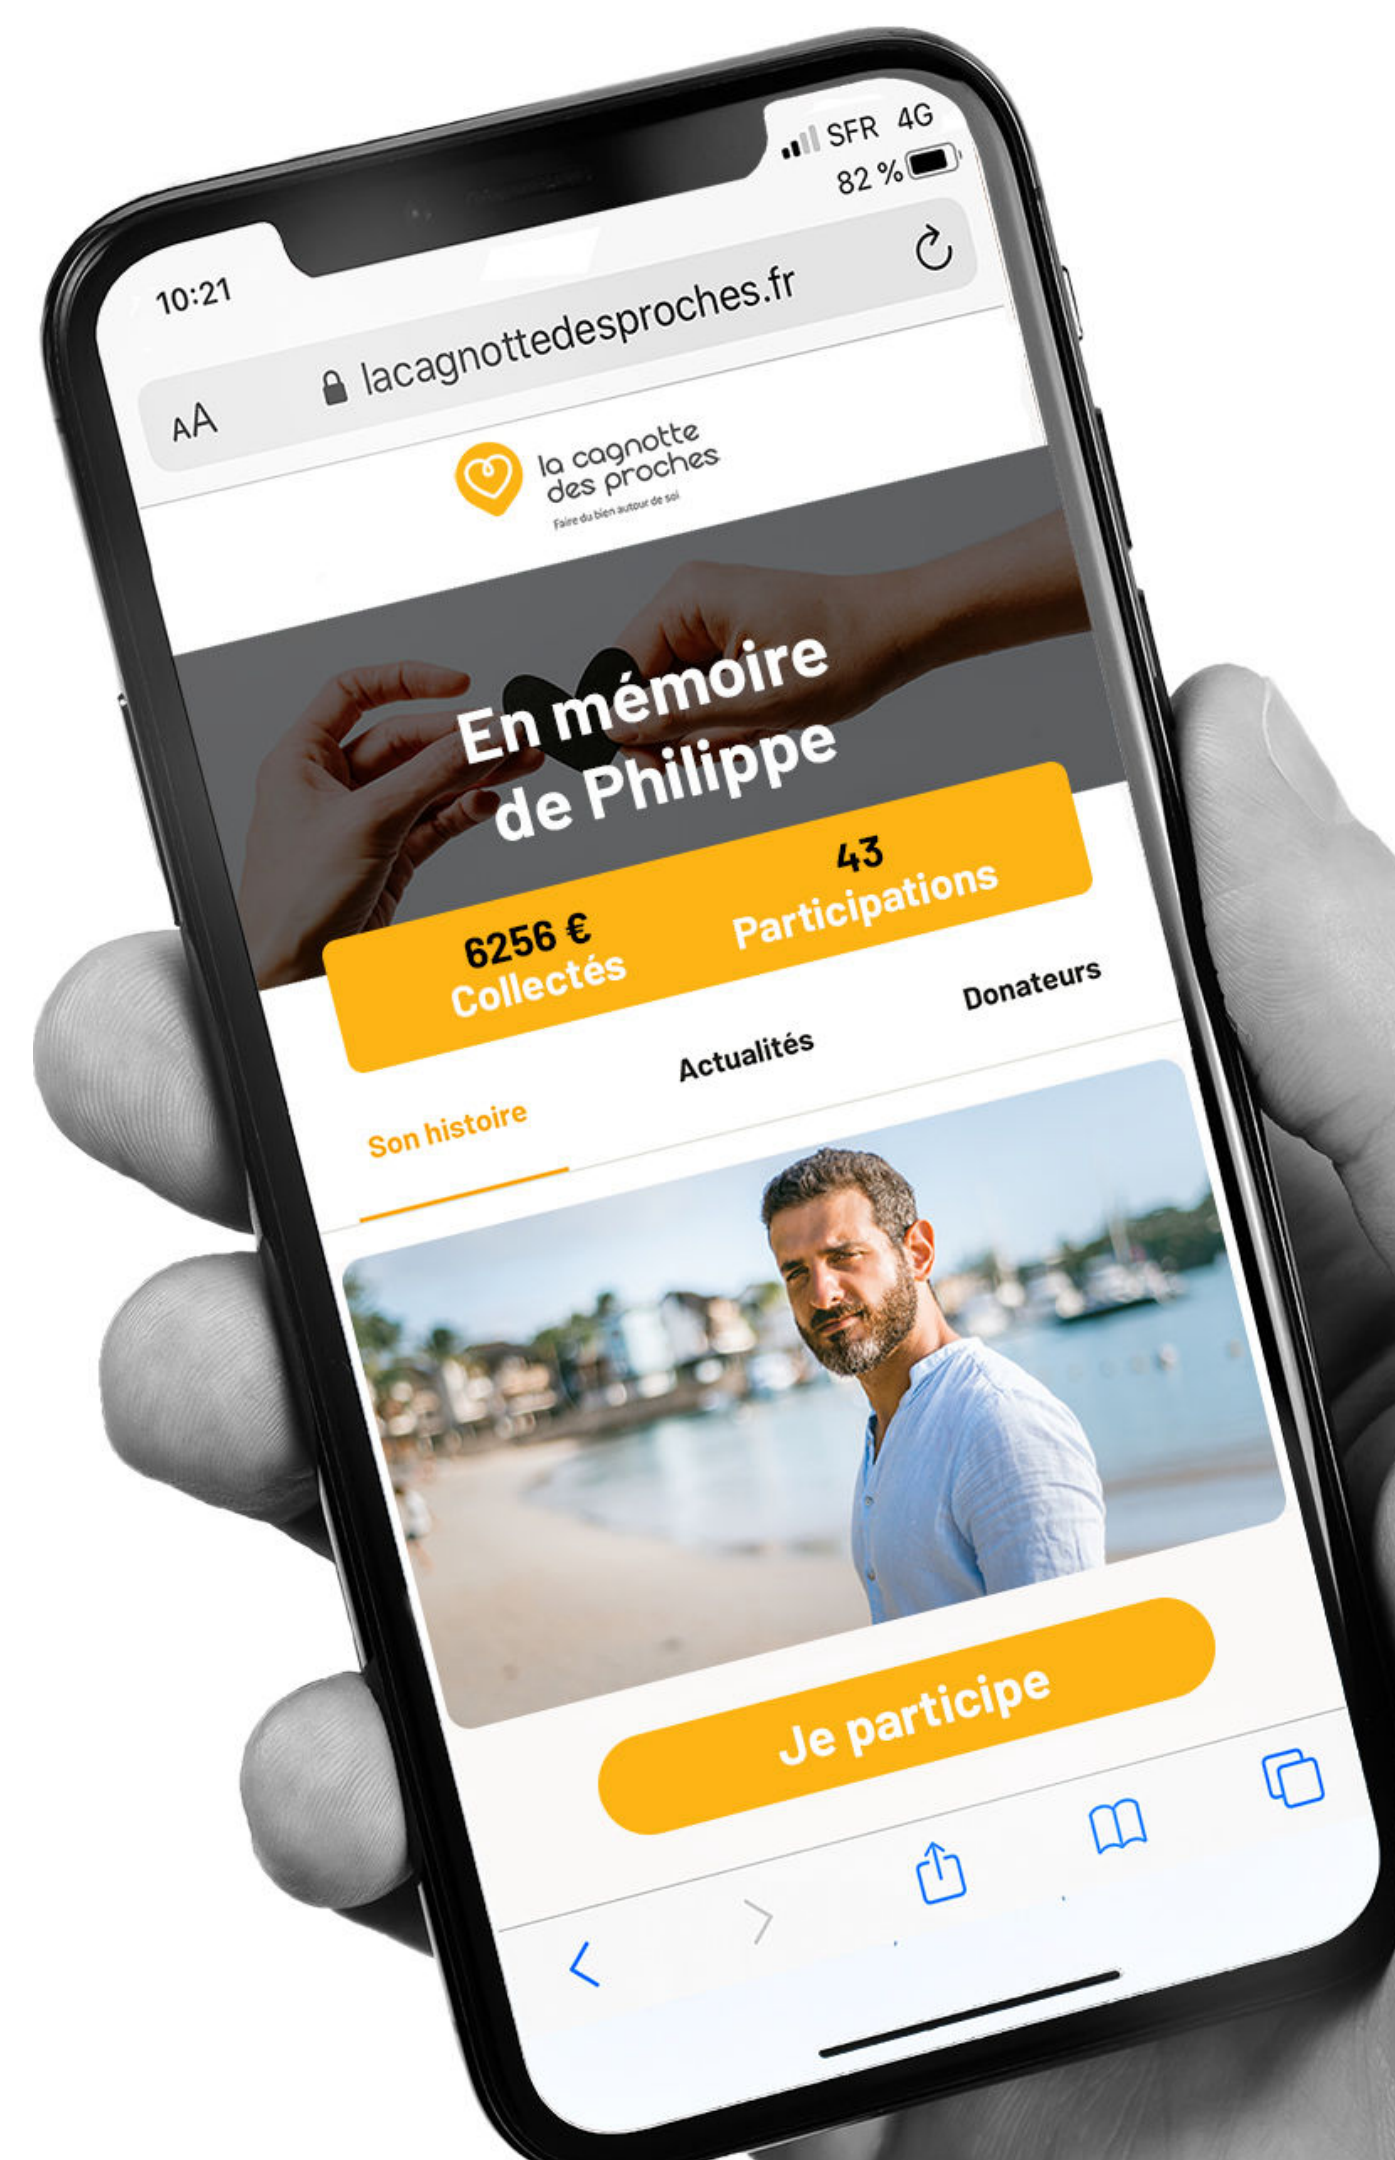 10:21
SFR 4G
82 %
AA
lacagnottedesproches.fr
la cagnotte
des proches
Faire du bien autour de soi
En mémoire
de Philippe
6256 €
Collectés
43
Participations
Son histoire
Actualités
Donateurs
Je participe